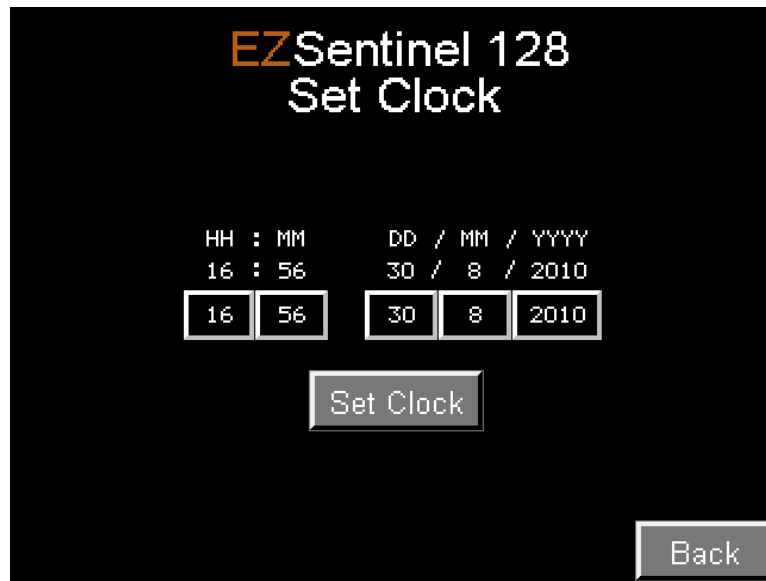 EZSentinel 128
Set Clock
HH : MM DD / MM / YYYY
16 : 56 30 / 8 / 2010
16 56 30 8 2010
Set Clock
Back